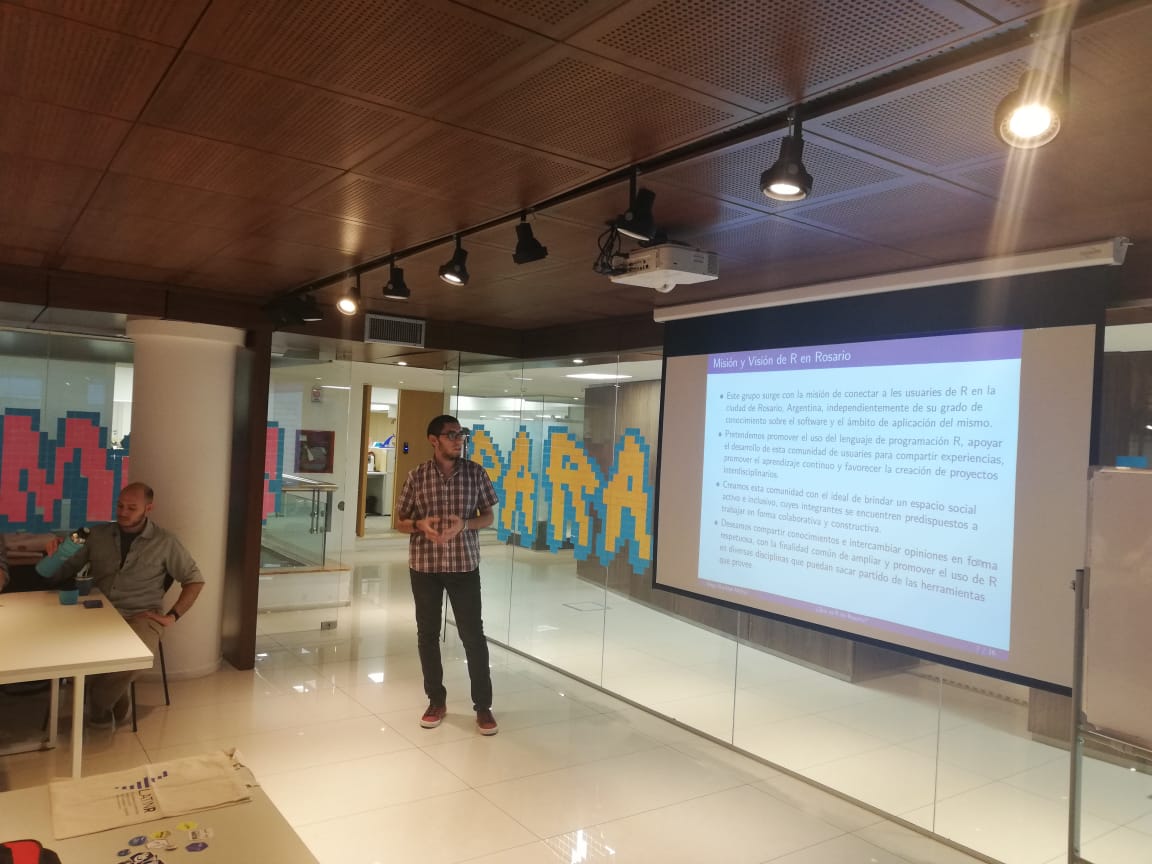 Misión y Visión de R en Rosario
Este grupo surge con la misión de conectar a les usuaries de R en la
ciudad de Rosario, Argentina, independientemente de su grado de
conocimiento sobre el software y el ámbito de aplicación del mismo.
Pretendemos promover el uso del lenguaje de programación R, apoyar
el desarrollo de esta comunidad de usuaries para compartir experiencias,
promover el aprendizaje continuo y favorecer la creación de proyectos
interdisciplinarios.
Creamos esta comunidad con el ideal de brindar un espacio social
activo e inclusivo, cuyes integrantes se encuentren predispuestos a
trabajar en forma colaborativa y constructiva.
Deseamos compartir conocimientos e intercambiar opiniones en forma
respetuosa, con la finalidad común de ampliar y promover el uso de R
en diversas disciplinas que puedan sacar partido de las herramientas
que provee.
PARA
LATINR